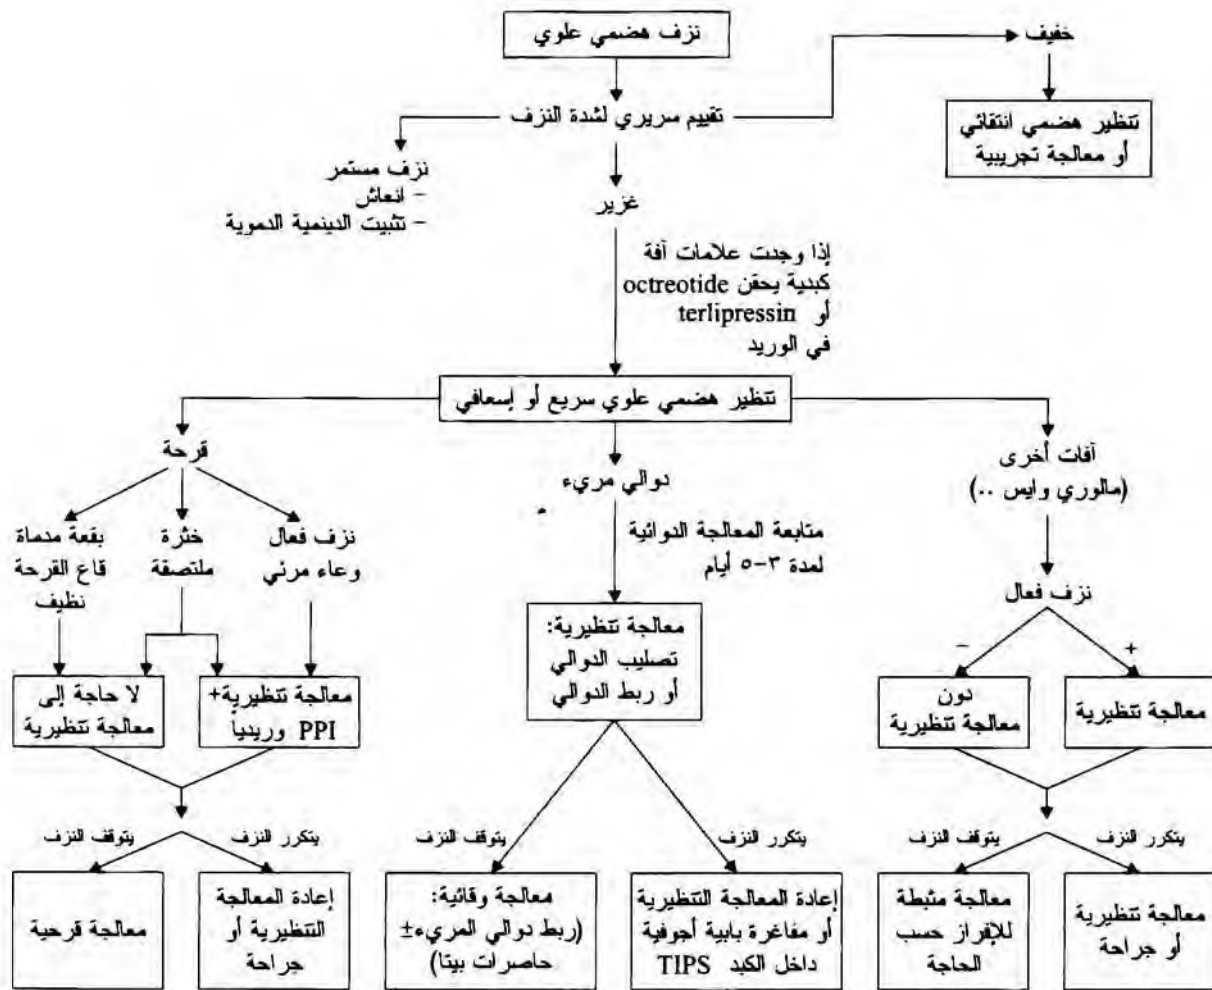 نزف هضمي علوي
خفيف
تقييم سريري لشدة النزف
تنظير هضمي انتقائي
أو معالجة تجريبية
نزف مستمر
- انعاش
- تثبيت الدينمية الدموية
غزير
إذا وجدت علامات آفة
كبدية يحقن octreotide
أو terlipressin
في الوريد
تنظير هضمي علوي سريع أو إسعافي
آفات أخرى
(مالوري وايس ..)
نزف فعال
+
-
معالجة تنظيرية
دون
معالجة تنظيرية
يتكرر النزف
يتوقف النزف
معالجة تنظيرية
أو جراحة
معالجة مثبطة
للإفراز حسب
الحاجة
دوالي مريء
متابعة المعالجة الدوائية
لمدة ٣-٥ أيام
معالجة تنظيرية:
تصليب الدوالي
أو ربط الدوالي
يتكرر النزف
يتوقف النزف
إعادة المعالجة التنظيرية
أو مفاغرة بابية أجوفية
داخل الكبد TIPS
معالجة وقائية:
(ربط دوالي المريء±
حاصرات بيتا)
قرحة
نزف فعال
وعاء مرئي
خثرة
ملتصقة
بقعة مدماة
قاع القرحة
نظيف
معالجة تنظيرية+
PPI وريدياً
لا حاجة إلى
معالجة تنظيرية
يتكرر النزف
يتوقف النزف
إعادة المعالجة
التنظيرية أو
جراحة
معالجة قرحية